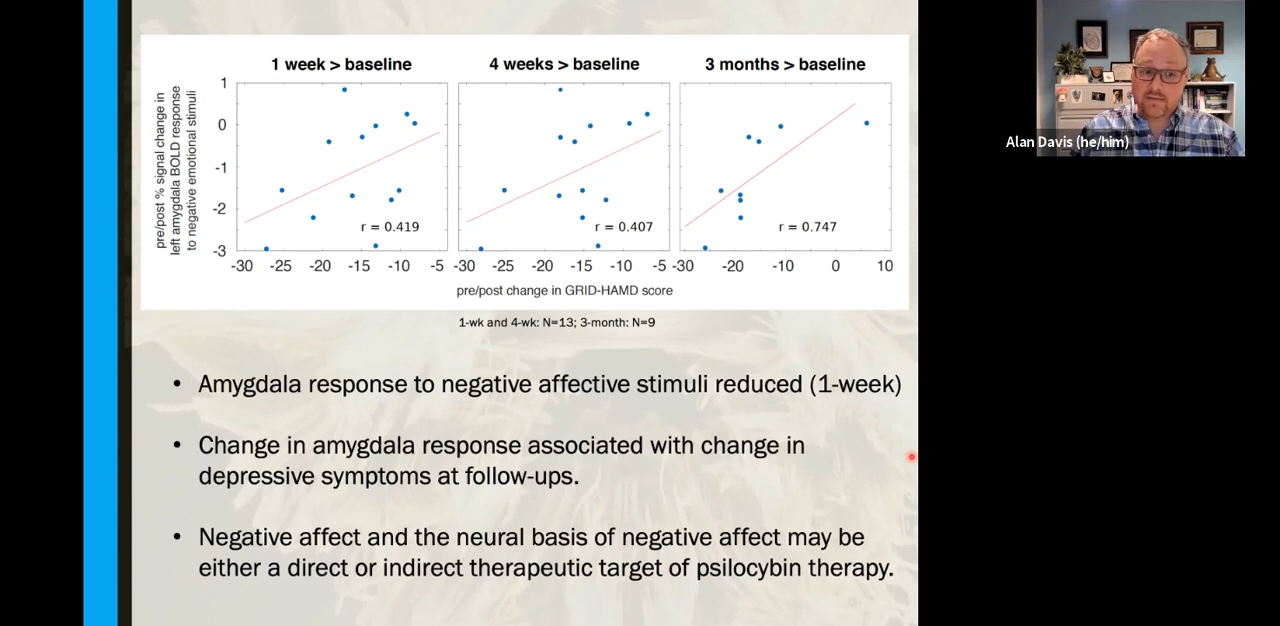 1 week > baseline
4 weeks > baseline
3 months > baseline
pre/post % signal change in
left amygdala BOLD response
to negative emotional stimuli
1
0
-1
-2
-3
r = 0.419
r = 0.407
r = 0.747
-30 -25 -20 -15 -10 -5
-30 -25 -20 -15 -10 -5
-30 -20 -10 0 10
pre/post change in GRID-HAMD score
1-wk and 4-wk: N=13; 3-month: N=9
• Amygdala response to negative affective stimuli reduced (1-week)
• Change in amygdala response associated with change in
depressive symptoms at follow-ups.
• Negative affect and the neural basis of negative affect may be
either a direct or indirect therapeutic target of psilocybin therapy.
Alan Davis (he/him)